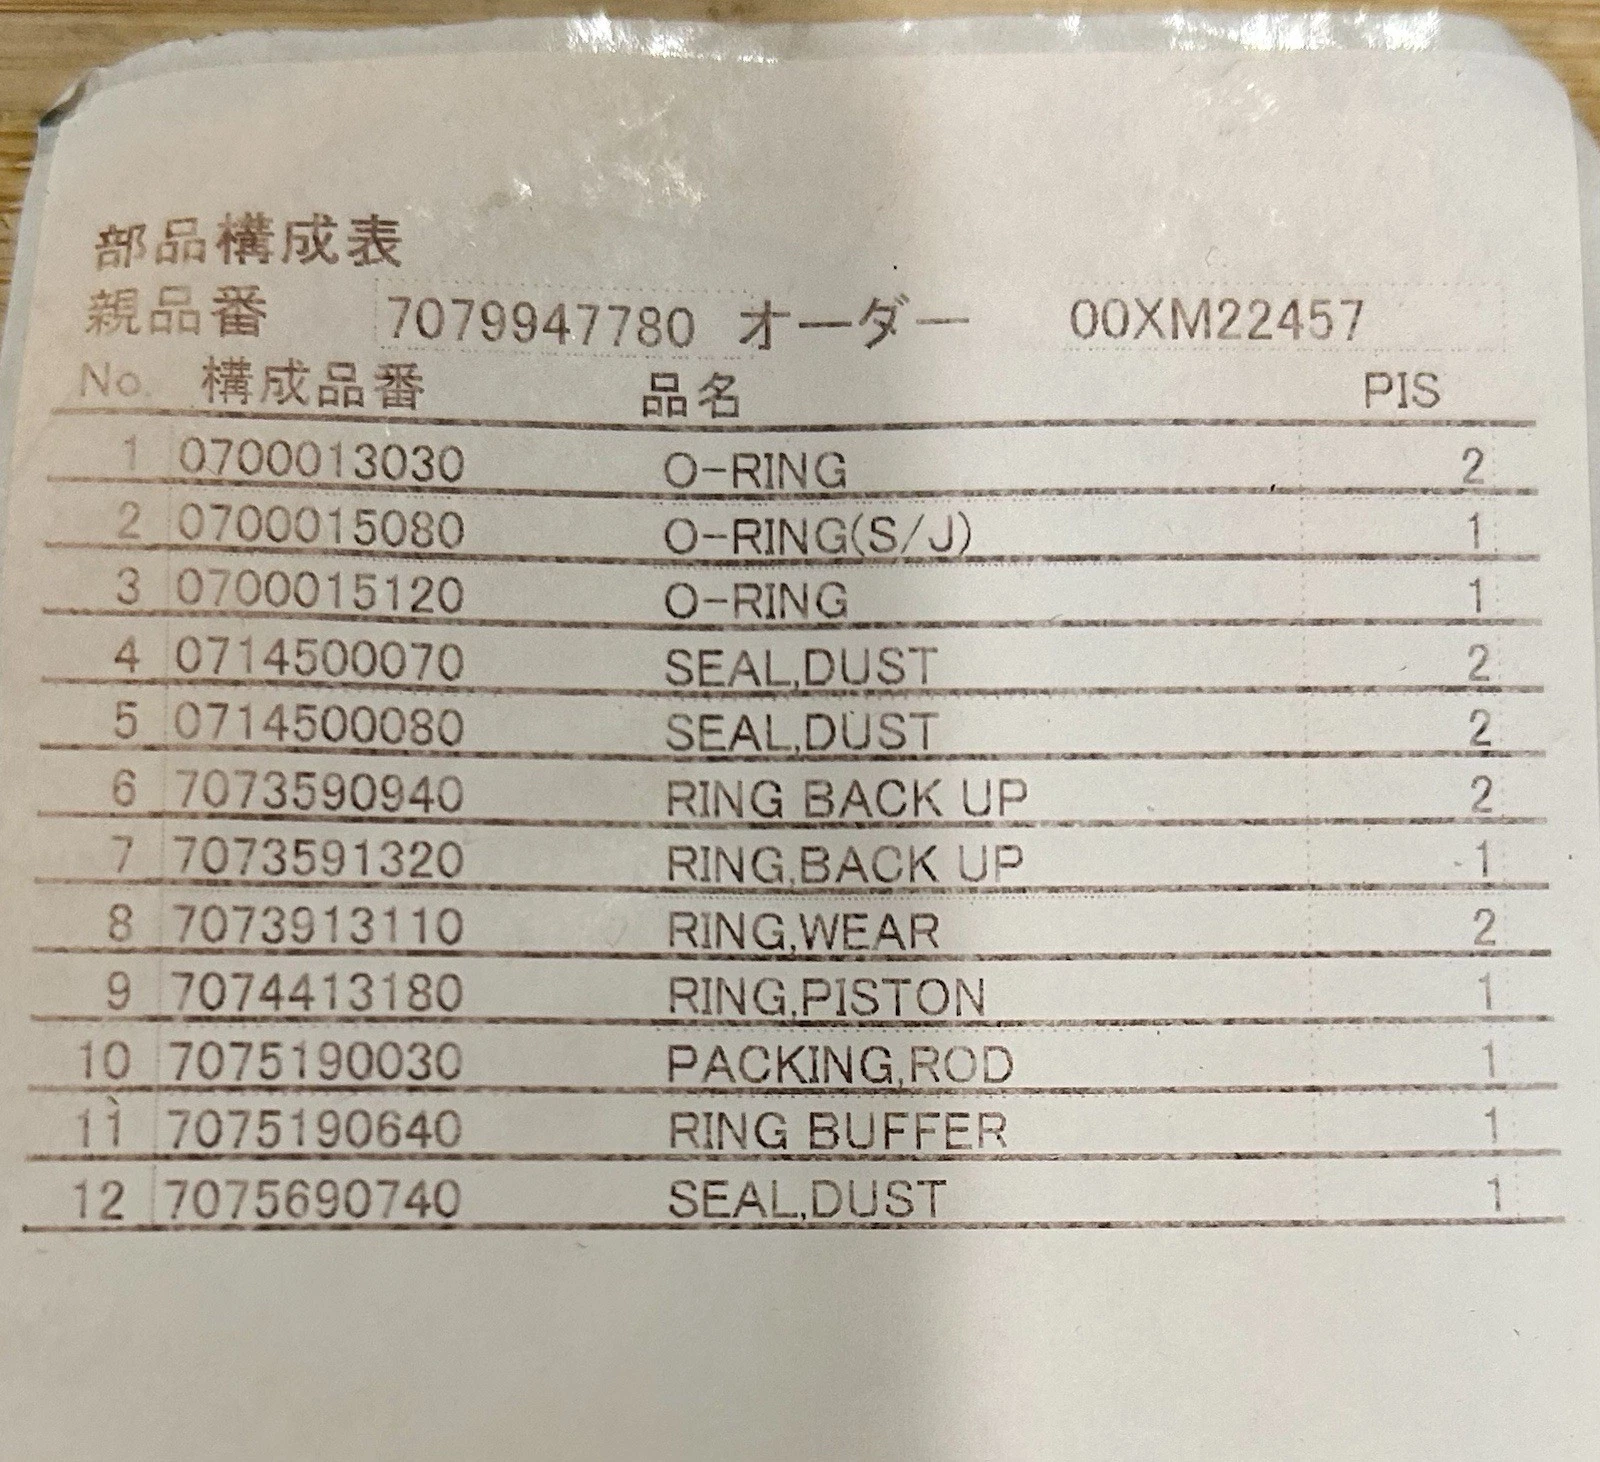 部品構成表
親品番 7079947780 オーダー 00XM22457
No. 構成品番 品名 PIS
1 0700013030 O-RING 2
2 0700015080 O-RING(S/J) 1
3 0700015120 O-RING 1
4 0714500070 SEAL,DUST 2
5 0714500080 SEAL,DUST 2
6 7073590940 RING BACK UP 2
7 7073591320 RING,BACK UP 1
8 7073913110 RING,WEAR 2
9 7074413180 RING,PISTON 1
10 7075190030 PACKING,ROD 1
11 7075190640 RING BUFFER 1
12 7075690740 SEAL,DUST 1